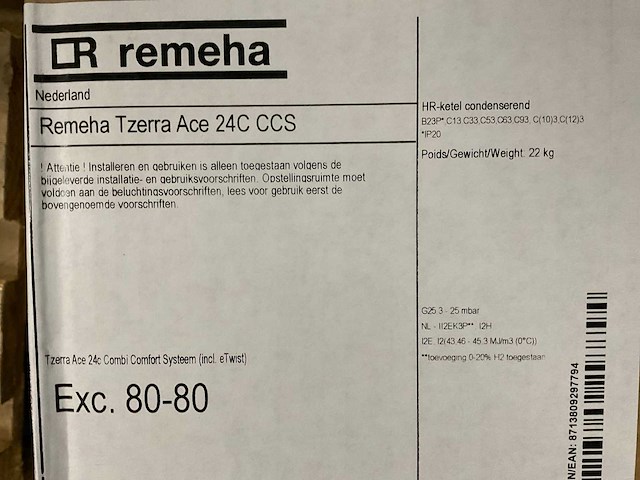 remeha
Nederland
Remeha Tzerra Ace 24C CCS
! Attentie ! Installeren en gebruiken is alleen toegestaan volgens de
bijgeleverde installatie- en gebruiksvoorschriften. Opstellingsruimte moet
voldoen aan de beluchtingsvoorschriften, lees voor gebruik eerst de
bovengenoemde voorschriften.
Tzerra Ace 24c Combi Comfort Systeem (incl. eTwist)
Exc. 80-80
HR-ketel condenserend
B23P*,C13,C33,C53,C63,C93, C(10)3,C(12)3
*IP20
Poids/Gewicht/Weight. 22 kg
G25.3 - 25 mbar
NL - II2EK3P**, I2H
I2E, I2(43,46 - 45.3 MJ/m3 (0°C))
**toevoeging 0-20% H2 toegestaan
N/EAN: 8713809297794